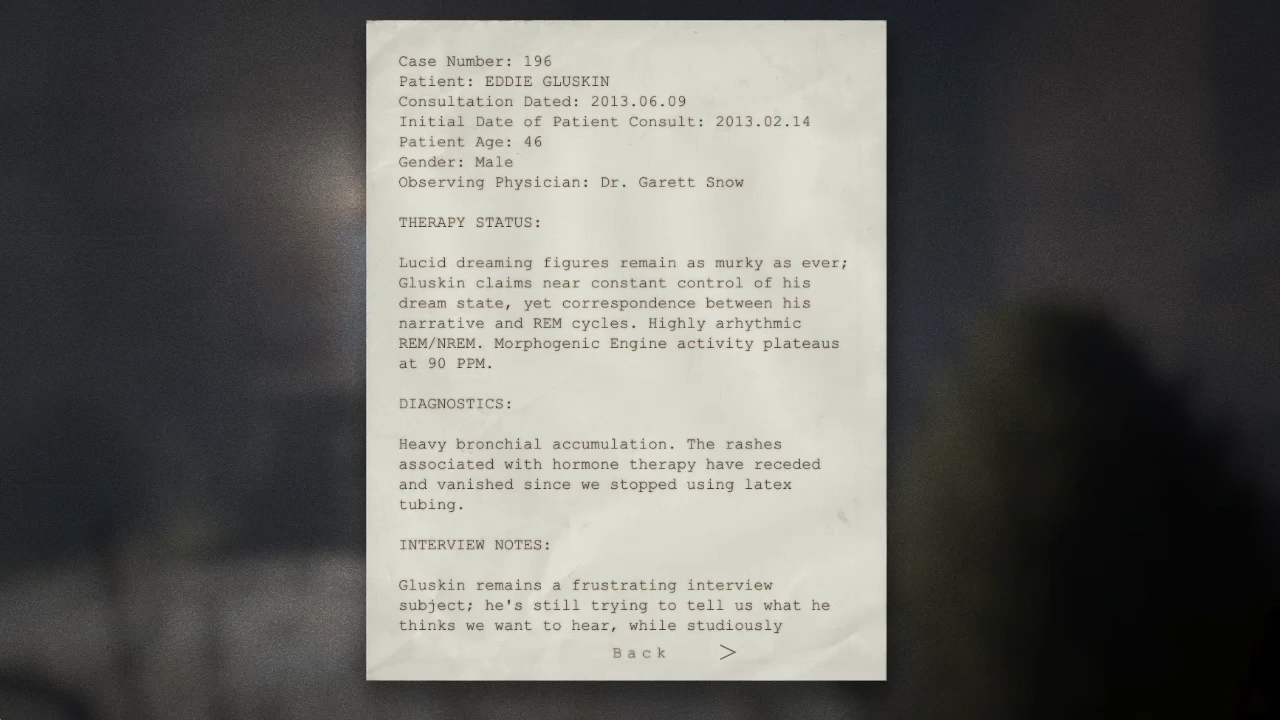 Case Number: 196
Patient: EDDIE GLUSKIN
Consultation Dated: 2013.06.09
Initial Date of Patient Consult: 2013.02.14
Patient Age: 46
Gender: Male
Observing Physician: Dr. Garett Snow
THERAPY STATUS:
Lucid dreaming figures remain as murky as ever;
Gluskin claims near constant control of his
dream state, yet correspondence between his
narrative and REM cycles. Highly arhythmic
REM/NREM. Morphogenic Engine activity plateaus
at 90 PPM.
DIAGNOSTICS:
Heavy bronchial accumulation. The rashes
associated with hormone therapy have receded
and vanished since we stopped using latex
tubing.
INTERVIEW NOTES:
Gluskin remains a frustrating interview
subject; he's still trying to tell us what he
thinks we want to hear, while studiously
Back >